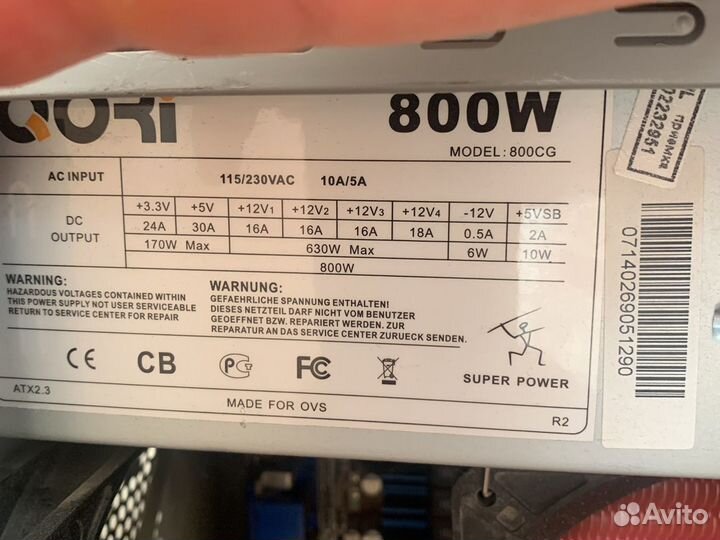 QORI
800W
MODEL: 800CG
AC INPUT 115/230VAC 10A/5A
DC OUTPUT
+3.3V +5V +12V1 +12V2 +12V3 +12V4 -12V +5VSB
24A 30A 16A 16A 16A 18A 0.5A 2A
170W Max 630W Max 6W 10W
800W
WARNING:
HAZARDOUS VOLTAGES CONTAINED WITHIN
THIS POWER SUPPLY NOT USER SERVICEABLE
RETURN TO SERVICE CENTER FOR REPAIR
WARNUNG:
GEFAEHRLICHE SPANNUNG ENTHALTEN!
DIESES NETZTEIL DARF NICHT VOM BENUTZER
GEOEFFNET BZW. REPARIERT WERDEN. ZUR
REPARATUR AN DAS SERVICE CENTER ZURUECK SENDEN.
CE CB PG FC
SUPER POWER
ATX2.3
MADE FOR OVS
R2
приемка
02232951
07140269051290
Avito